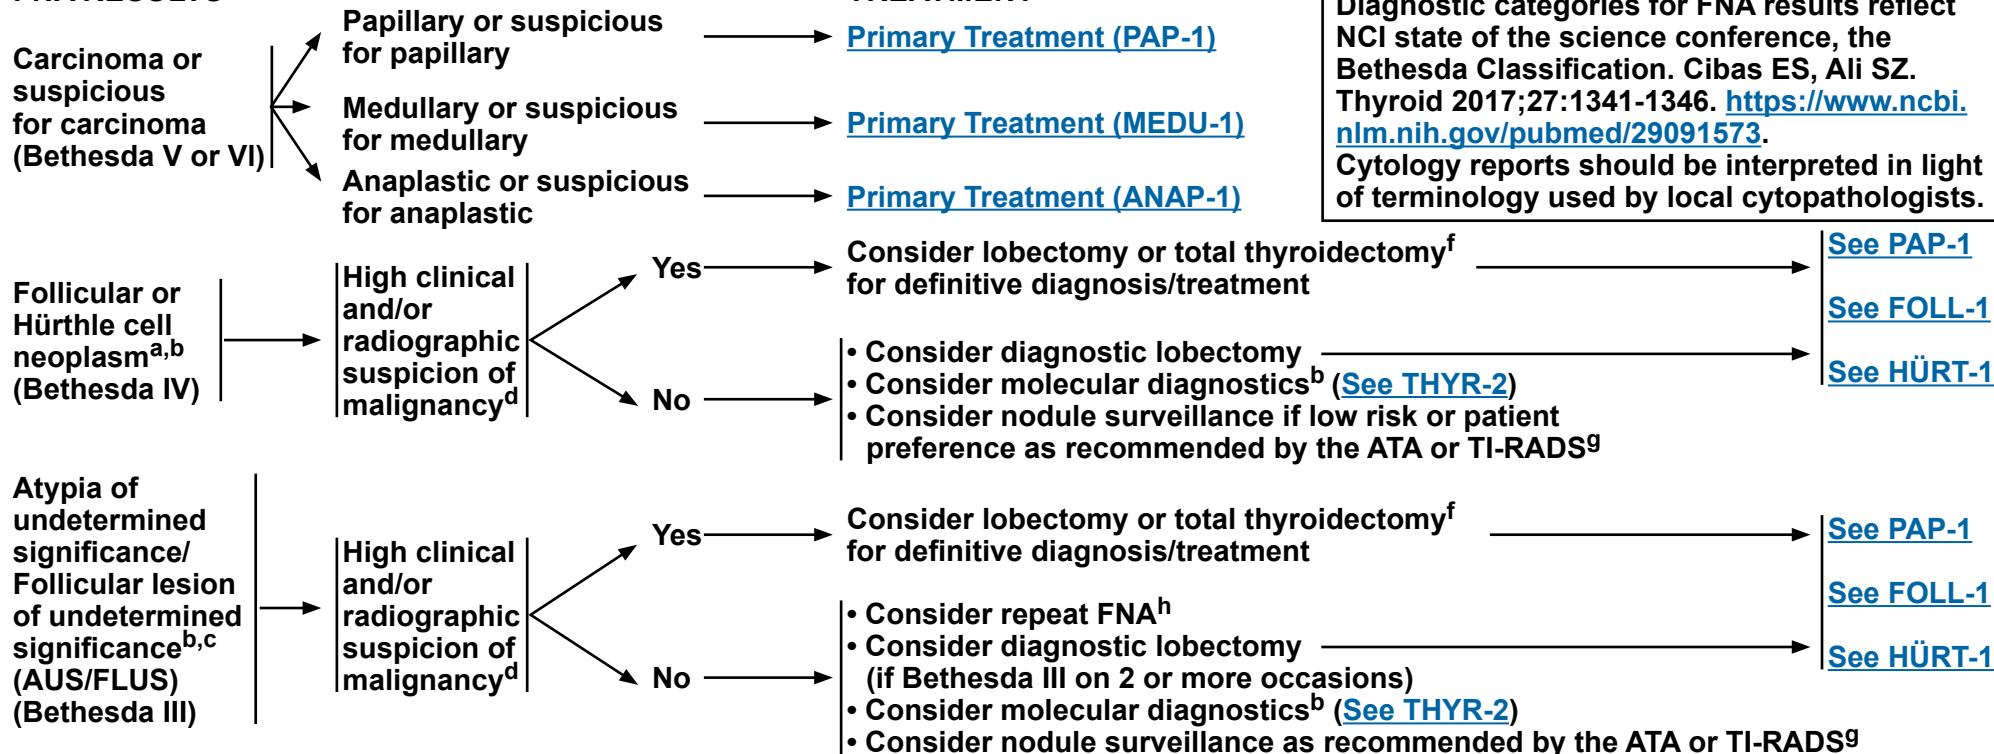 Carcinoma or
suspicious
for carcinoma
(Bethesda V or VI)
Papillary or suspicious
for papillary
Primary Treatment (PAP-1)
Medullary or suspicious
for medullary
Primary Treatment (MEDU-1)
Anaplastic or suspicious
for anaplastic
Primary Treatment (ANAP-1)
Diagnostic categories for FNA results reflect
NCI state of the science conference, the
Bethesda Classification. Cibas ES, Ali SZ.
Thyroid 2017;27:1341-1346. https://www.ncbi.
nlm.nih.gov/pubmed/29091573.
Cytology reports should be interpreted in light
of terminology used by local cytopathologists.
Follicular or
Hürthle cell
neoplasma,b
(Bethesda IV)
High clinical
and/or
radiographic
suspicion of
malignancyd
Yes
Consider lobectomy or total thyroidectomyf
for definitive diagnosis/treatment
No
• Consider diagnostic lobectomy
• Consider molecular diagnosticsb (See THYR-2)
• Consider nodule surveillance if low risk or patient
preference as recommended by the ATA or TI-RADSg
See PAP-1
See FOLL-1
See HÜRT-1
Atypia of
undetermined
significance/
Follicular lesion
of undetermined
significanceb,c
(AUS/FLUS)
(Bethesda III)
High clinical
and/or
radiographic
suspicion of
malignancyd
Yes
Consider lobectomy or total thyroidectomyf
for definitive diagnosis/treatment
No
• Consider repeat FNAh
• Consider diagnostic lobectomy
(if Bethesda III on 2 or more occasions)
• Consider molecular diagnosticsb (See THYR-2)
• Consider nodule surveillance as recommended by the ATA or TI-RADSg
See PAP-1
See FOLL-1
See HÜRT-1